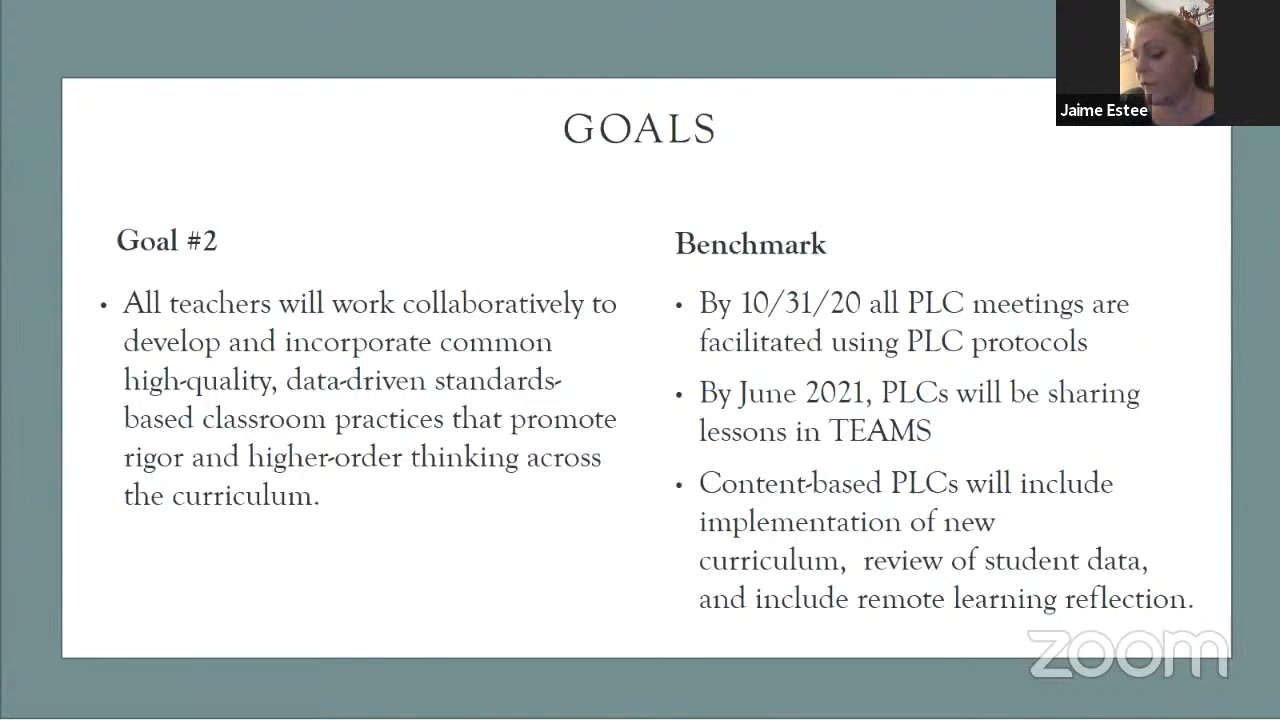 Jaime Estee
GOALS
Goal #2
• All teachers will work collaboratively to
develop and incorporate common
high-quality, data-driven standards-
based classroom practices that promote
rigor and higher-order thinking across
the curriculum.
Benchmark
• By 10/31/20 all PLC meetings are
facilitated using PLC protocols
• By June 2021, PLCs will be sharing
lessons in TEAMS
• Content-based PLCs will include
implementation of new
curriculum,  review of student data,
and include remote learning reflection.
zoom